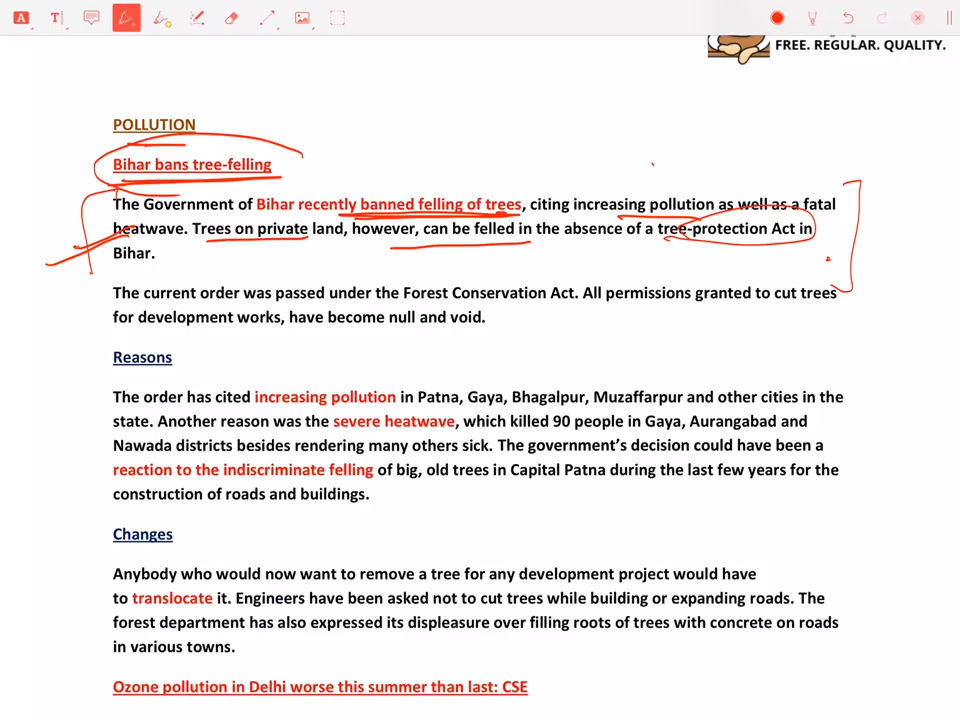 A T
FREE. REGULAR. QUALITY.
POLLUTION
Bihar bans tree-felling
The Government of Bihar recently banned felling of trees, citing increasing pollution as well as a fatal
heatwave. Trees on private land, however, can be felled in the absence of a tree-protection Act in
Bihar.
The current order was passed under the Forest Conservation Act. All permissions granted to cut trees
for development works, have become null and void.
Reasons
The order has cited increasing pollution in Patna, Gaya, Bhagalpur, Muzaffarpur and other cities in the
state. Another reason was the severe heatwave, which killed 90 people in Gaya, Aurangabad and
Nawada districts besides rendering many others sick. The government’s decision could have been a
reaction to the indiscriminate felling of big, old trees in Capital Patna during the last few years for the
construction of roads and buildings.
Changes
Anybody who would now want to remove a tree for any development project would have
to translocate it. Engineers have been asked not to cut trees while building or expanding roads. The
forest department has also expressed its displeasure over filling roots of trees with concrete on roads
in various towns.
Ozone pollution in Delhi worse this summer than last: CSE